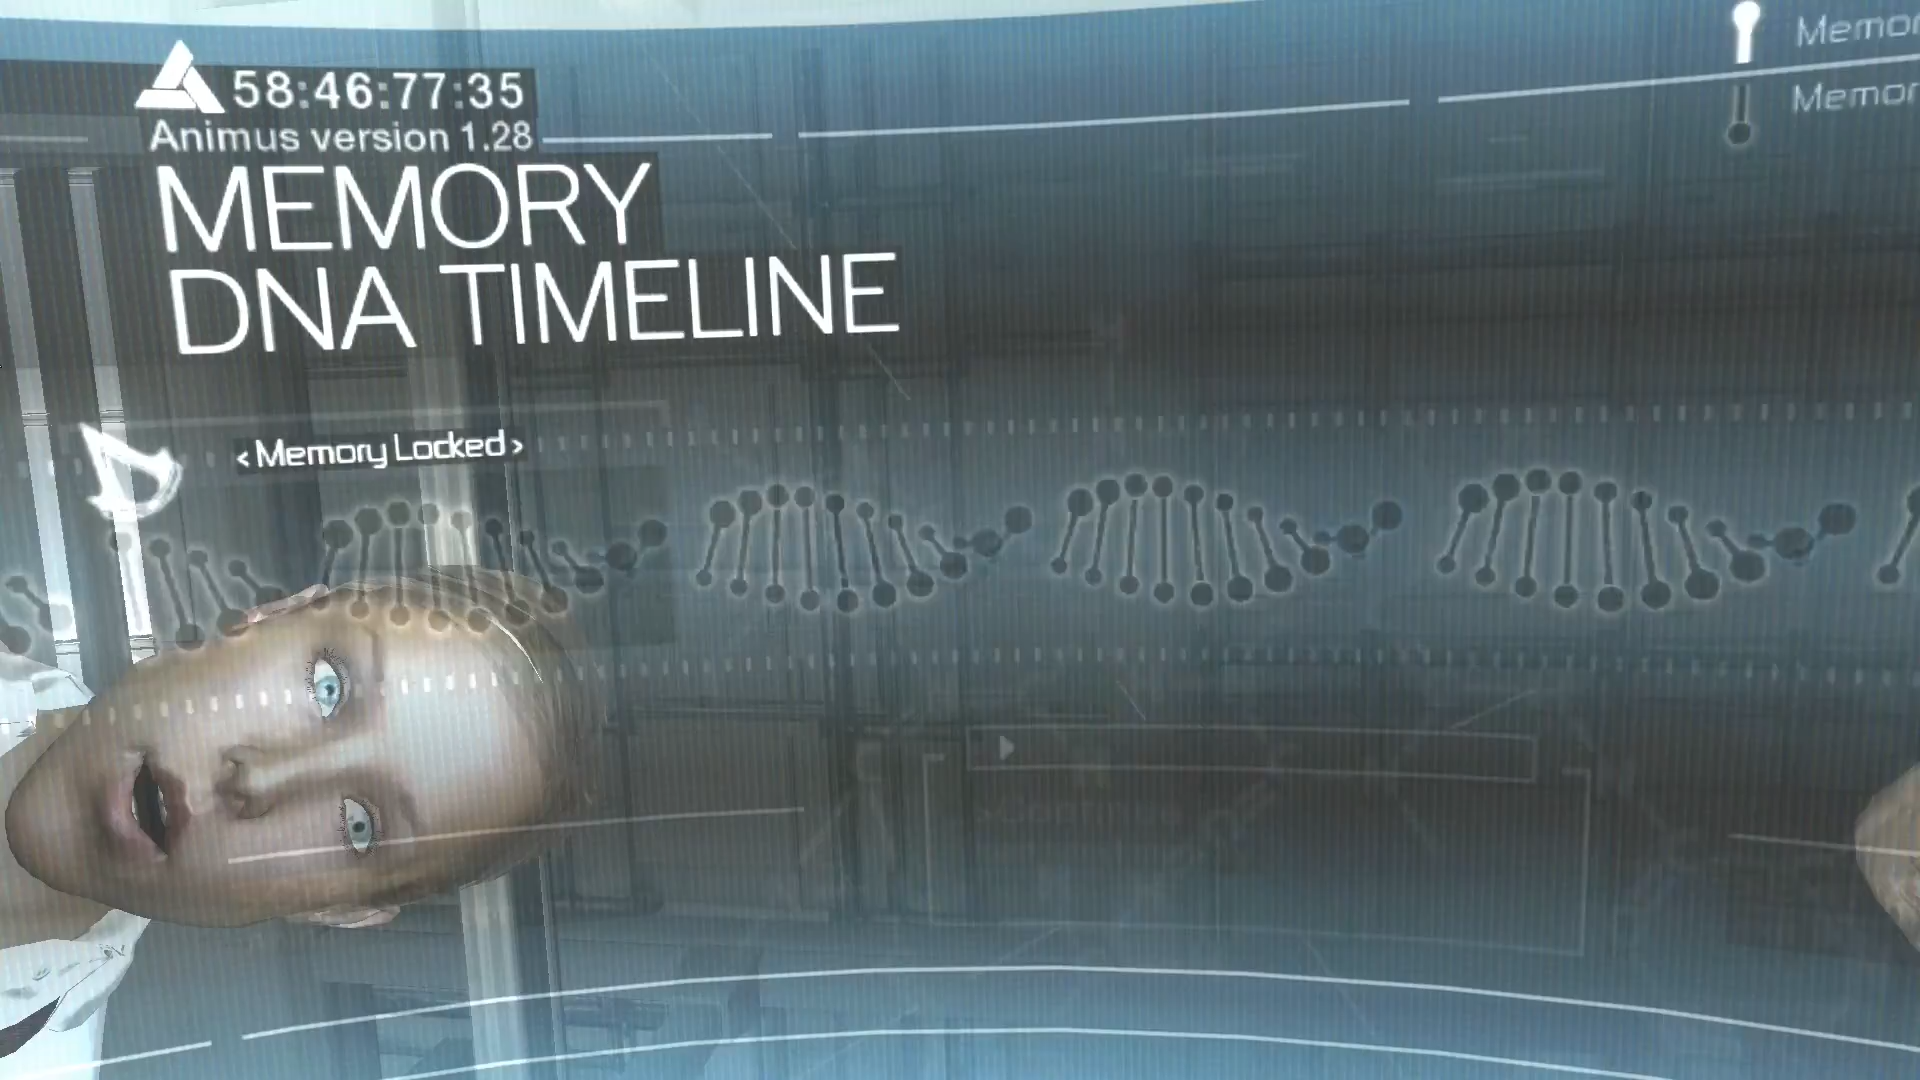 58:46:77:35
Animus version 1.28
MEMORY
DNA TIMELINE
<Memory Locked>